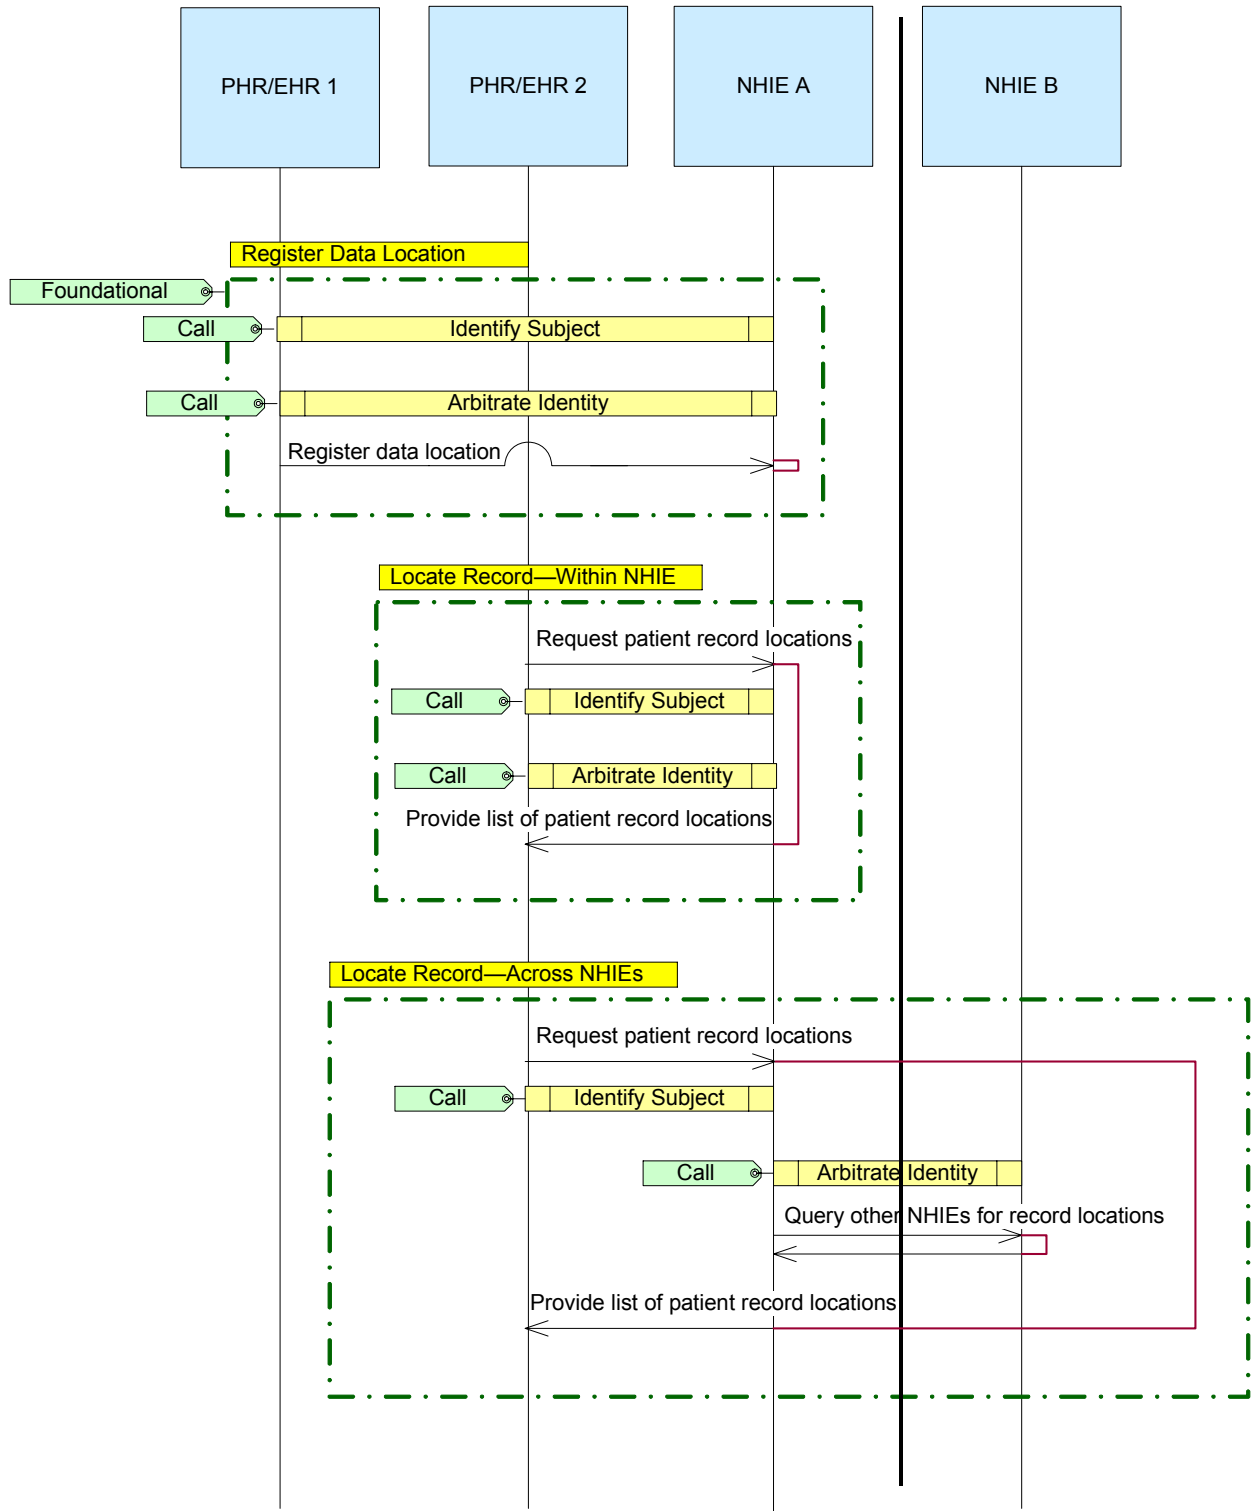 PHR/EHR 1
PHR/EHR 2
NHIE A
NHIE B
Register Data Location
Foundational
Call
Identify Subject
Call
Arbitrate Identity
Register data location
Locate Record—Within NHIE
Request patient record locations
Call
Identify Subject
Call
Arbitrate Identity
Provide list of patient record locations
Locate Record—Across NHIEs
Request patient record locations
Call
Identify Subject
Call
Arbitrate Identity
Query other NHIEs for record locations
Provide list of patient record locations